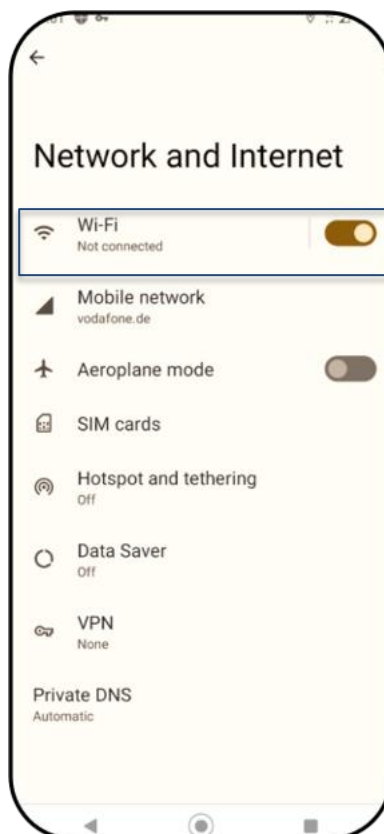 Network and Internet
Wi-Fi
Not connected
Mobile network
vodafone.de
Aeroplane mode
SIM cards
Hotspot and tethering
Off
Data Saver
Off
VPN
None
Private DNS
Automatic